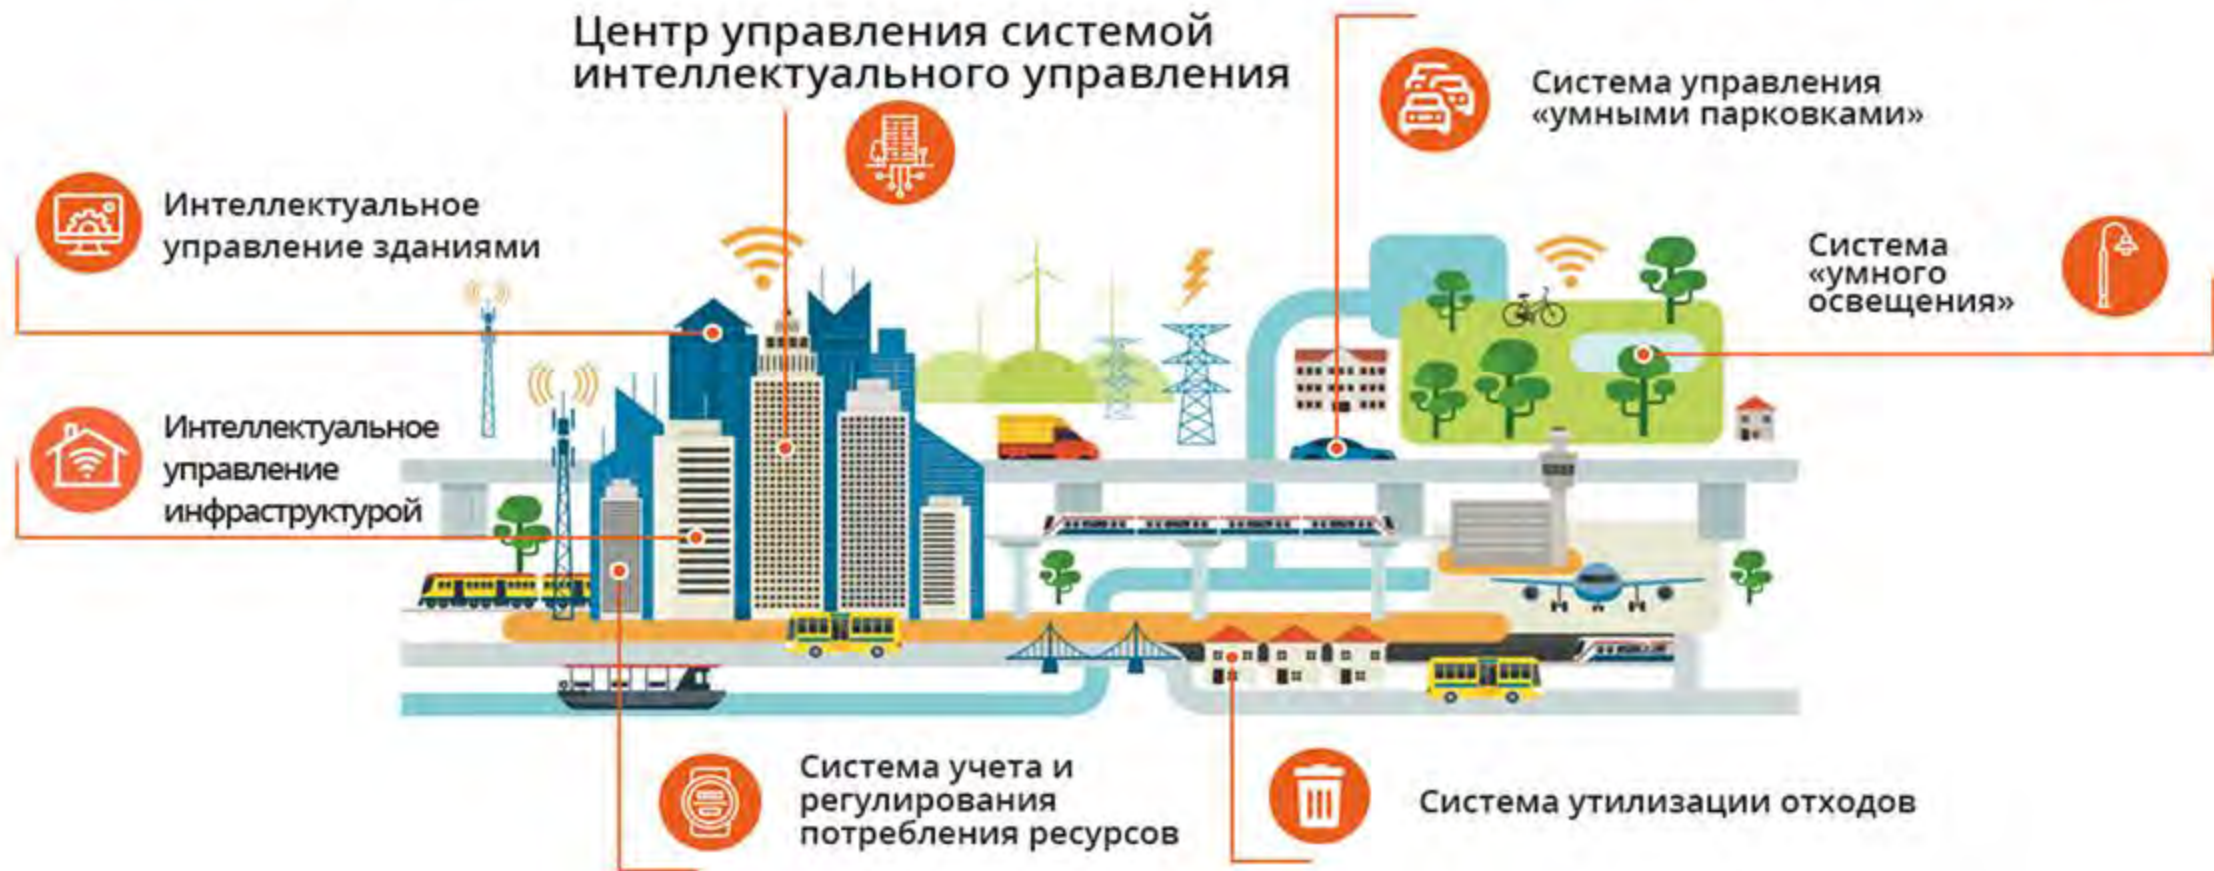 Центр управления системой
интеллектуального управления
Система управления
«умными парковками»
Интеллектуальное
управление зданиями
Система
«умного
освещения»
Интеллектуальное
управление
инфраструктурой
Система учета и
регулирования
потребления ресурсов
Система утилизации отходов